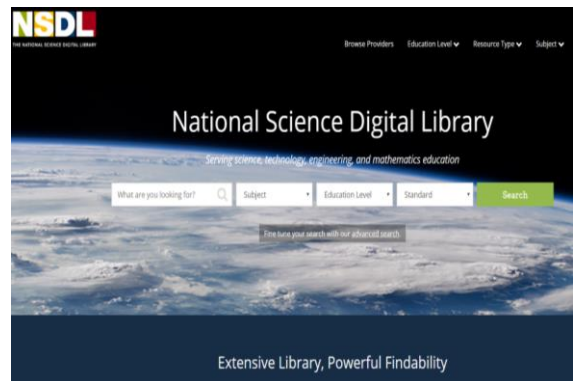 NSDL
THE NATIONAL SCIENCE DIGITAL LIBRARY
Browse Providers Education Level Resource Type Subject
National Science Digital Library
Serving science, technology, engineering, and mathematics education
What are you looking for? Subject Education Level Standard Search
Fine tune your search with our advanced search
Extensive Library, Powerful Findability